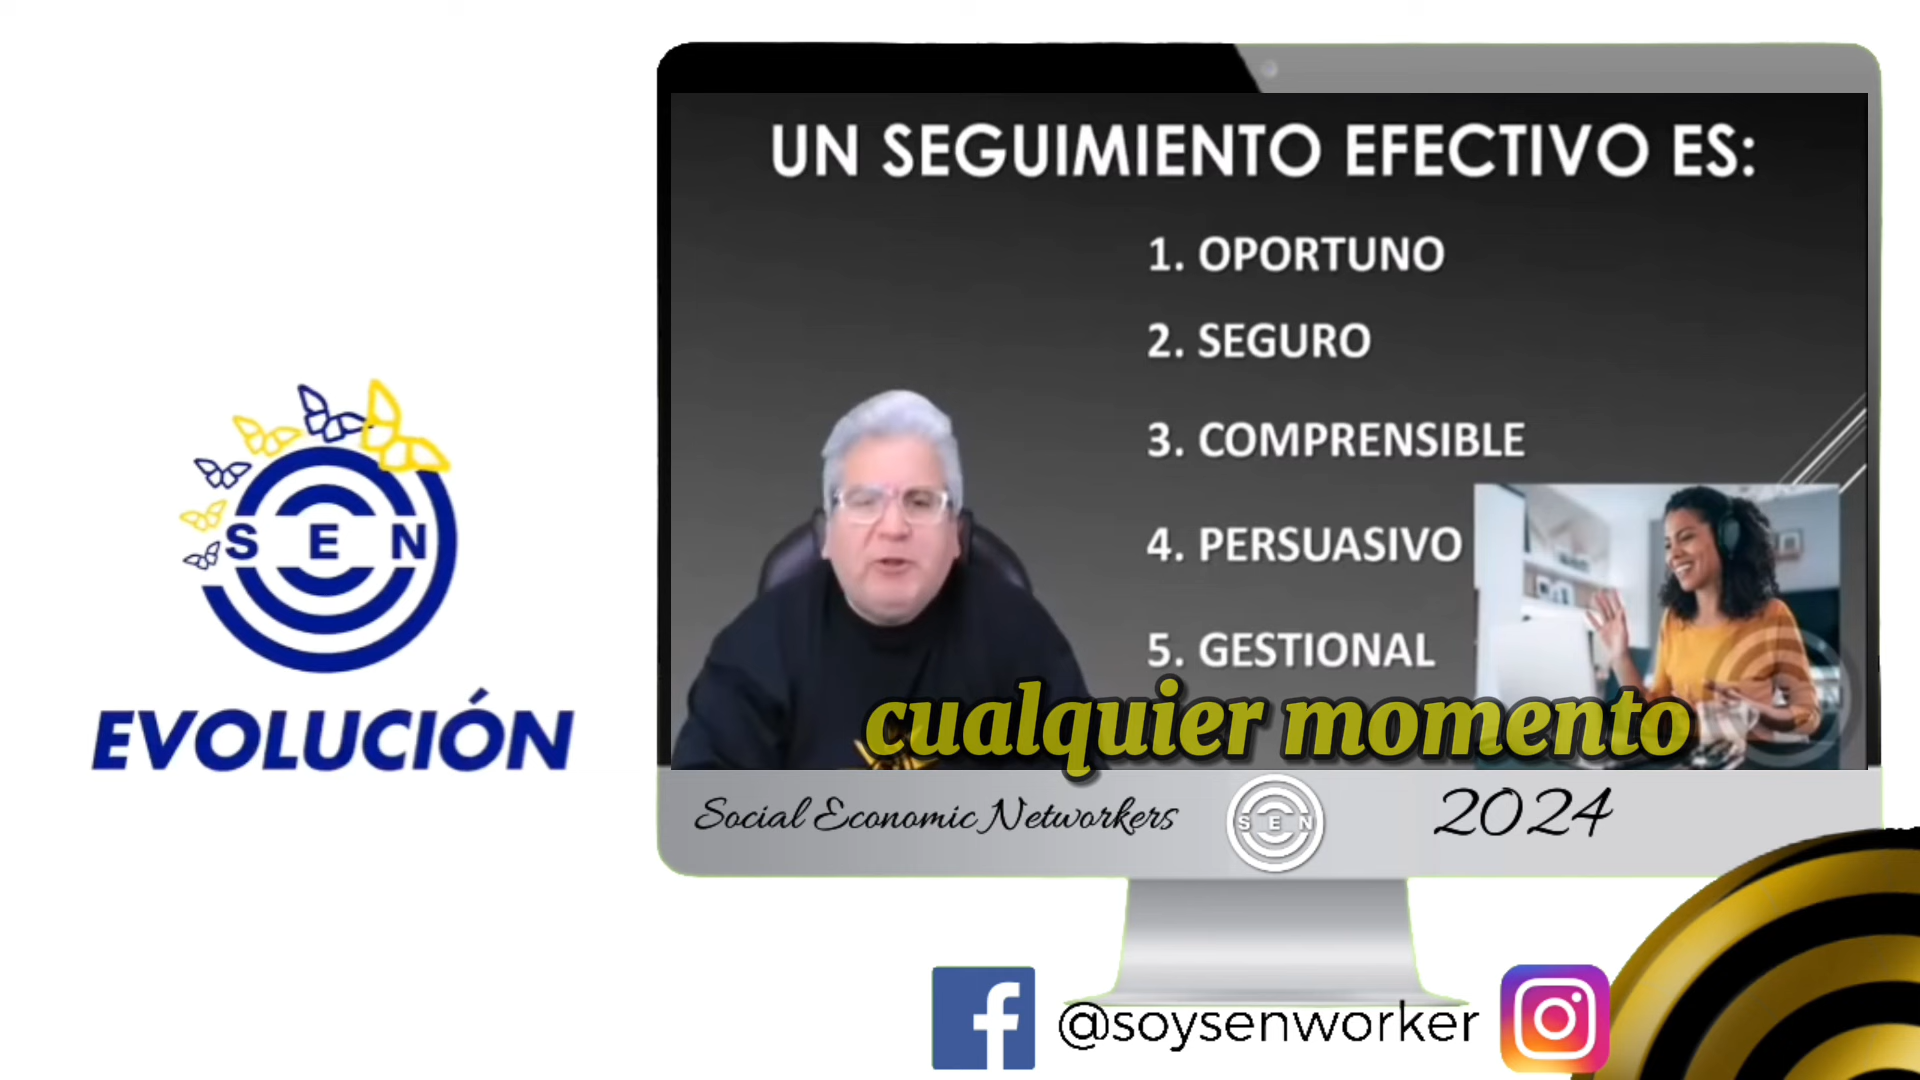 S E N
EVOLUCIÓN
UN SEGUIMIENTO EFECTIVO ES:
1. OPORTUNO
2. SEGURO
3. COMPRENSIBLE
4. PERSUASIVO
5. GESTIONAL
cualquier momento
Social Economic Networkers
S E N
2024
@soysenworker